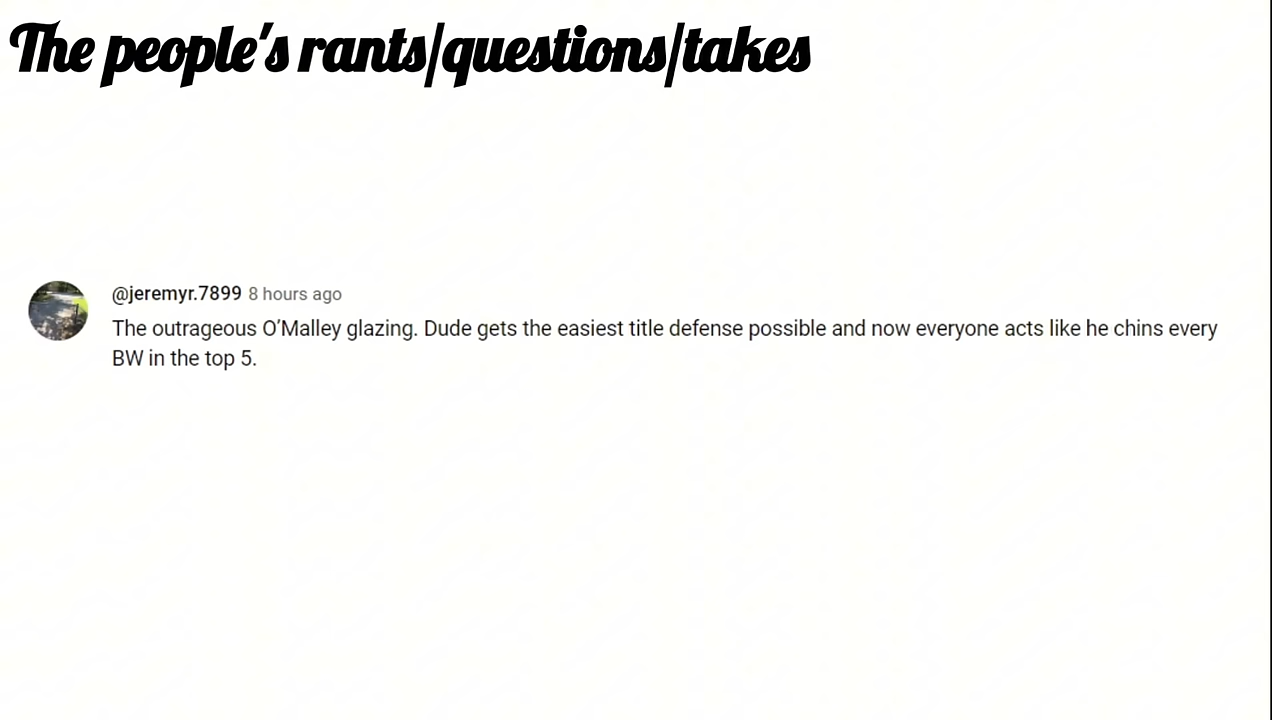 The people's rants/questions/takes
@jeremyr.7899 8 hours ago
The outrageous O'Malley glazing. Dude gets the easiest title defense possible and now everyone acts like he chins every
BW in the top 5.